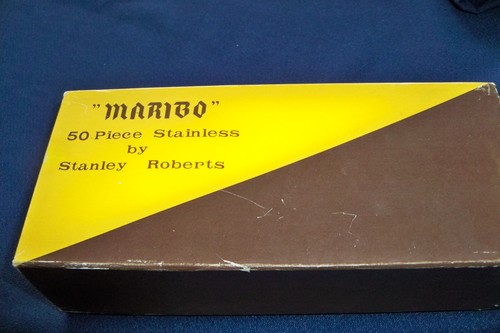 "MARIBO"
50 Piece Stainless
by
Stanley Roberts